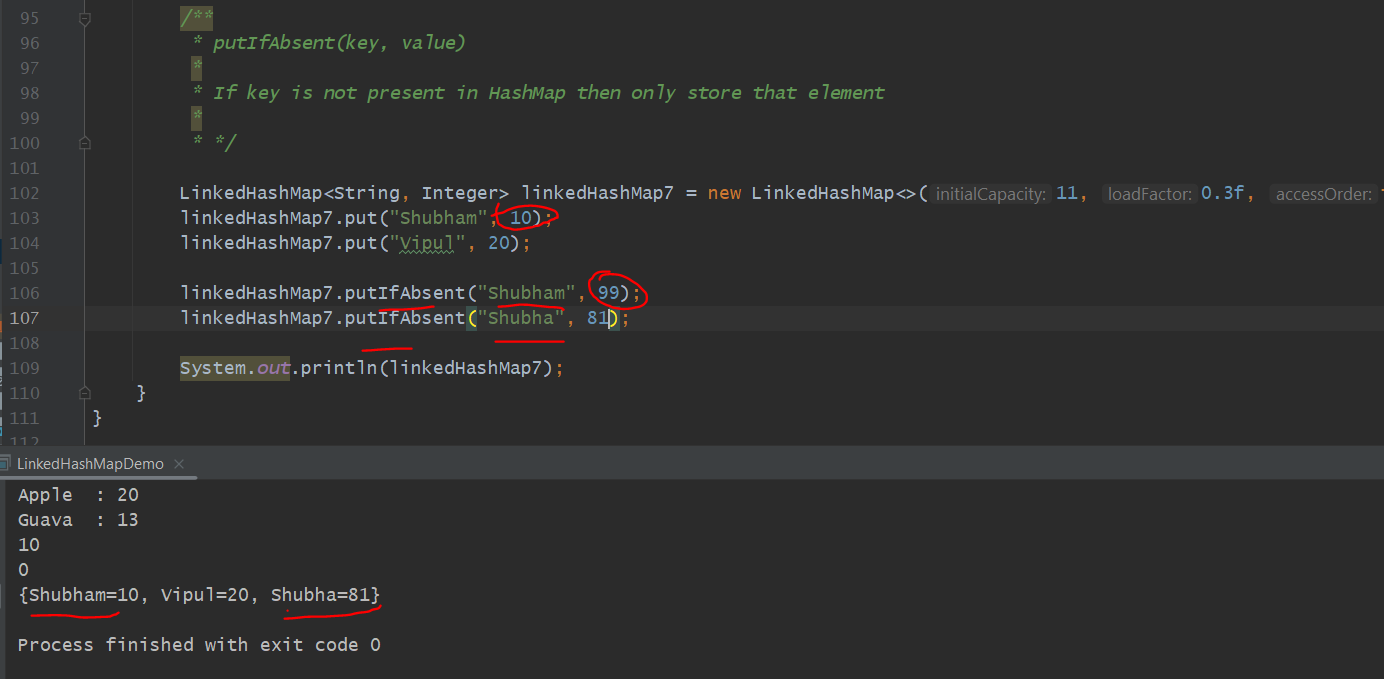 95 /**
96 * putIfAbsent(key, value)
97 *
98 * If key is not present in HashMap then only store that element
99 *
100 * */
101
102 LinkedHashMap<String, Integer> linkedHashMap7 = new LinkedHashMap<>( initialCapacity: 11, loadFactor: 0.3f, accessOrder:
103 linkedHashMap7.put("Shubham", 10);
104 linkedHashMap7.put("Vipul", 20);
105
106 linkedHashMap7.putIfAbsent("Shubham", 99);
107 linkedHashMap7.putIfAbsent("Shubha", 81);
108
109 System.out.println(linkedHashMap7);
110 }
111 }
112
LinkedHashMapDemo ×
Apple : 20
Guava : 13
10
0
{Shubham=10, Vipul=20, Shubha=81}
Process finished with exit code 0